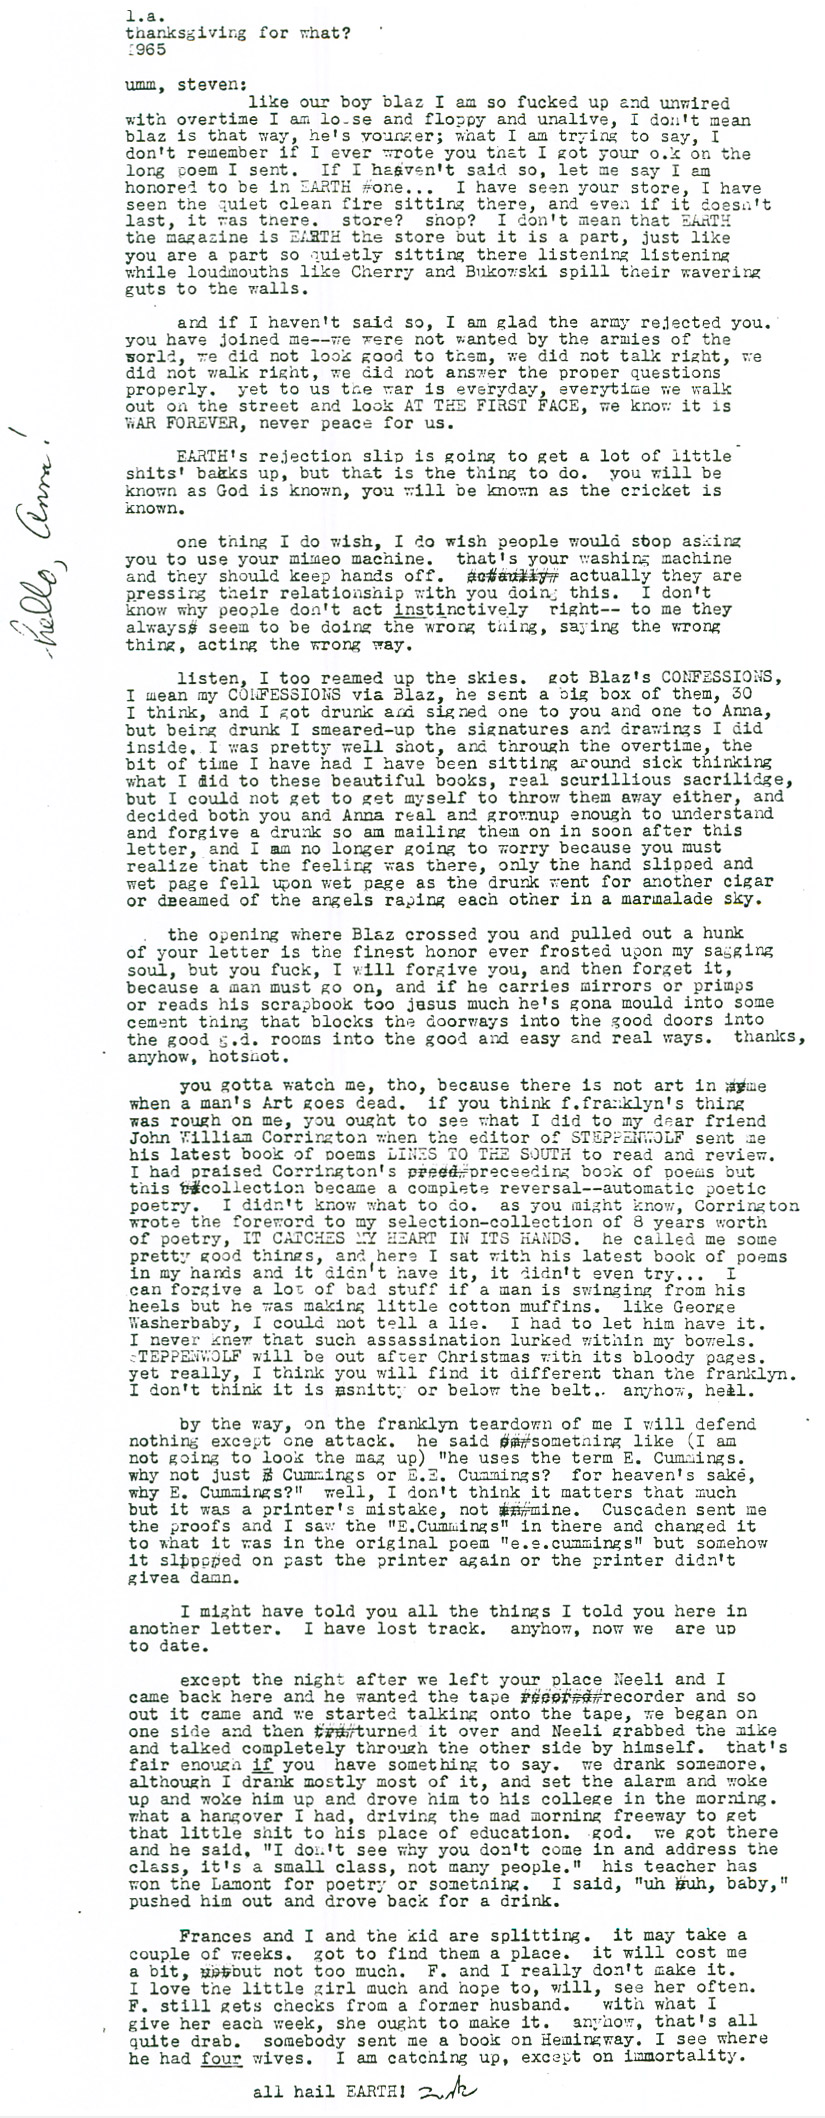 l.a.
thanksgiving for what?
1965
umm, steven:
like our boy blaz I am so fucked up and unwired
with overtime I am loose and floppy and unalive, I don't mean
blaz is that way, he's younger; what I am trying to say, I
don't remember if I ever wrote you that I got your o.k on the
long poem I sent. If I haven't said so, let me say I am
honored to be in EARTH #one... I have seen your store, I have
seen the quiet clean fire sitting there, and even if it doesn't
last, it was there. store? shop? I don't mean that EARTH
the magazine is EARTH the store but it is a part, just like
you are a part so quietly sitting there listening listening
while loudmouths like Cherry and Bukowski spill their wavering
guts to the walls.
and if I haven't said so, I am glad the army rejected you.
you have joined me--we were not wanted by the armies of the
world, we did not look good to them, we did not talk right, we
did not walk right, we did not answer the proper questions
properly. yet to us the war is everyday, everytime we walk
out on the street and look AT THE FIRST FACE, we know it is
WAR FOREVER, never peace for us.
EARTH's rejection slip is going to get a lot of little
shits' backs up, but that is the thing to do. you will be
known as God is known, you will be known as the cricket is
known.
hello, Anna!
one thing I do wish, I do wish people would stop asking
you to use your mimeo machine. that's your washing machine
and they should keep hands off. actually they are
pressing their relationship with you doing this. I don't
know why people don't act instinctively right-- to me they
always seem to be doing the wrong thing, saying the wrong
thing, acting the wrong way.
listen, I too reamed up the skies. got Blaz's CONFESSIONS,
I mean my CONFESSIONS via Blaz, he sent a big box of them, 30
I think, and I got drunk and signed one to you and one to Anna,
but being drunk I smeared-up the signatures and drawings I did
inside. I was pretty well shot, and through the overtime, the
bit of time I have had I have been sitting around sick thinking
what I did to these beautiful books, real scurillious sacrilidge,
but I could not get to get myself to throw them away either, and
decided both you and Anna real and grownup enough to understand
and forgive a drunk so am mailing them on in soon after this
letter, and I am no longer going to worry because you must
realize that the feeling was there, only the hand slipped and
wet page fell upon wet page as the drunk went for another cigar
or dreamed of the angels raping each other in a marmalade sky.
the opening where Blaz crossed you and pulled out a hunk
of your letter is the finest honor ever frosted upon my sagging
soul, but you fuck, I will forgive you, and then forget it,
because a man must go on, and if he carries mirrors or primps
or reads his scrapbook too jusus much he's gona mould into some
cement thing that blocks the doorways into the good doors into
the good g.d. rooms into the good and easy and real ways. thanks,
anyhow, hotshot.
you gotta watch me, tho, because there is not art in me
when a man's Art goes dead. if you think f.franklyn's thing
was rough on me, you ought to see what I did to my dear friend
John William Corrington when the editor of STEPPENWOLF sent me
his latest book of poems LINES TO THE SOUTH to read and review.
I had praised Corrington's preceeding book of poems but
this collection became a complete reversal--automatic poetic
poetry. I didn't know what to do. as you might know, Corrington
wrote the foreword to my selection-collection of 8 years worth
of poetry, IT CATCHES MY HEART IN ITS HANDS. he called me some
pretty good things, and here I sat with his latest book of poems
in my hands and it didn't have it, it didn't even try... I
can forgive a lot of bad stuff if a man is swinging from his
heels but he was making little cotton muffins. like George
Washerbaby, I could not tell a lie. I had to let him have it.
I never knew that such assassination lurked within my bowels.
STEPPENWOLF will be out after Christmas with its bloody pages.
yet really, I think you will find it different than the franklyn.
I don't think it is snitty or below the belt.. anyhow, hell.
by the way, on the franklyn teardown of me I will defend
nothing except one attack. he said something like (I am
not going to look the mag up) "he uses the term E. Cummings.
why not just Cummings or E.E. Cummings? for heaven's sake,
why E. Cummings?" well, I don't think it matters that much
but it was a printer's mistake, not mine. Cuscaden sent me
the proofs and I saw the "E.Cummings" in there and changed it
to what it was in the original poem "e.e.cummings" but somehow
it slipped on past the printer again or the printer didn't
givea damn.
I might have told you all the things I told you here in
another letter. I have lost track. anyhow, now we are up
to date.
except the night after we left your place Neeli and I
came back here and he wanted the tape recorder and so
out it came and we started talking onto the tape, we began on
one side and then turned it over and Neeli grabbed the mike
and talked completely through the other side by himself. that's
fair enough if you have something to say. we drank somemore,
although I drank mostly most of it, and set the alarm and woke
up and woke him up and drove him to his college in the morning.
what a hangover I had, driving the mad morning freeway to get
that little shit to his place of education. god. we got there
and he said, "I don't see why you don't come in and address the
class, it's a small class, not many people." his teacher has
won the Lamont for poetry or something. I said, "uh uh, baby,"
pushed him out and drove back for a drink.
Frances and I and the kid are splitting. it may take a
couple of weeks. got to find them a place. it will cost me
a bit, but not too much. F. and I really don't make it.
I love the little girl much and hope to, will, see her often.
F. still gets checks from a former husband. with what I
give her each week, she ought to make it. anyhow, that's all
quite drab. somebody sent me a book on Hemingway. I see where
he had four wives. I am catching up, except on immortality.
all hail EARTH!